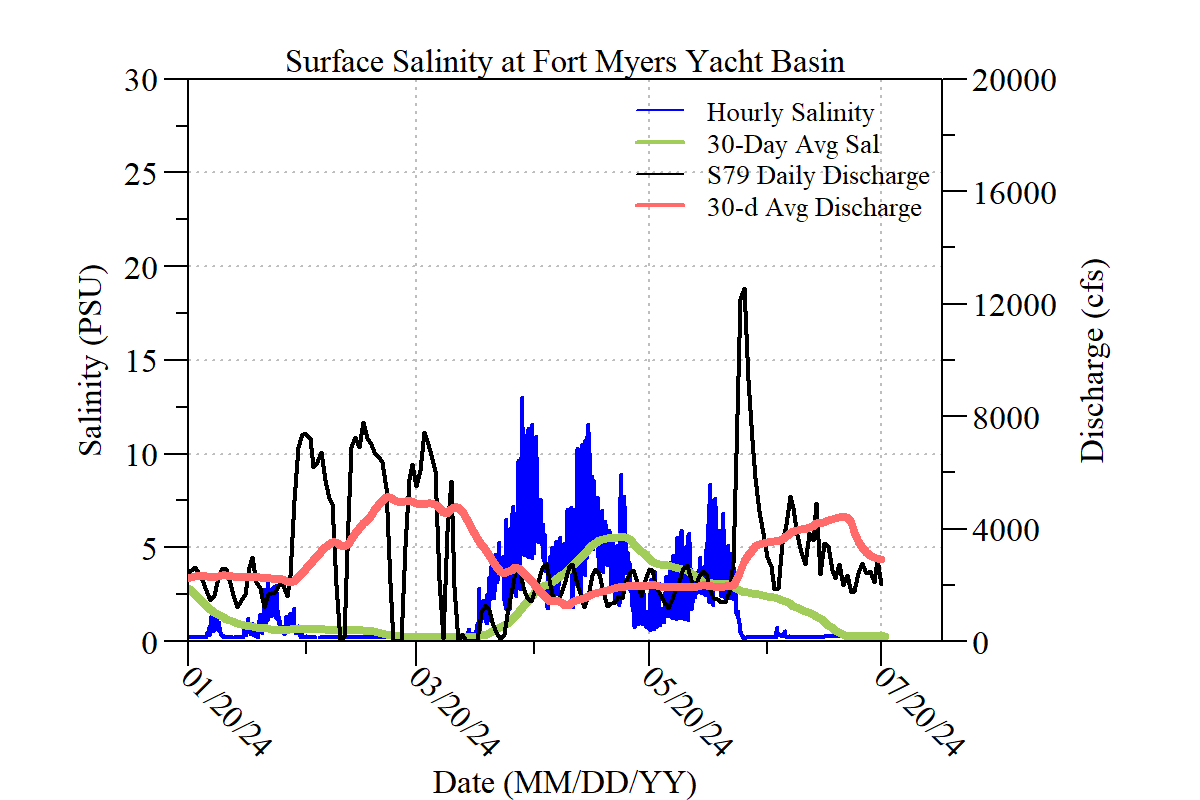 Surface Salinity at Fort Myers Yacht Basin
30
25
20
15
10
5
0
Salinity (PSU)
Hourly Salinity
30-Day Avg Sal
S79 Daily Discharge
30-d Avg Discharge
20000
16000
12000
8000
4000
0
Discharge (cfs)
01/20/24
03/20/24
05/20/24
07/20/24
Date (MM/DD/YY)